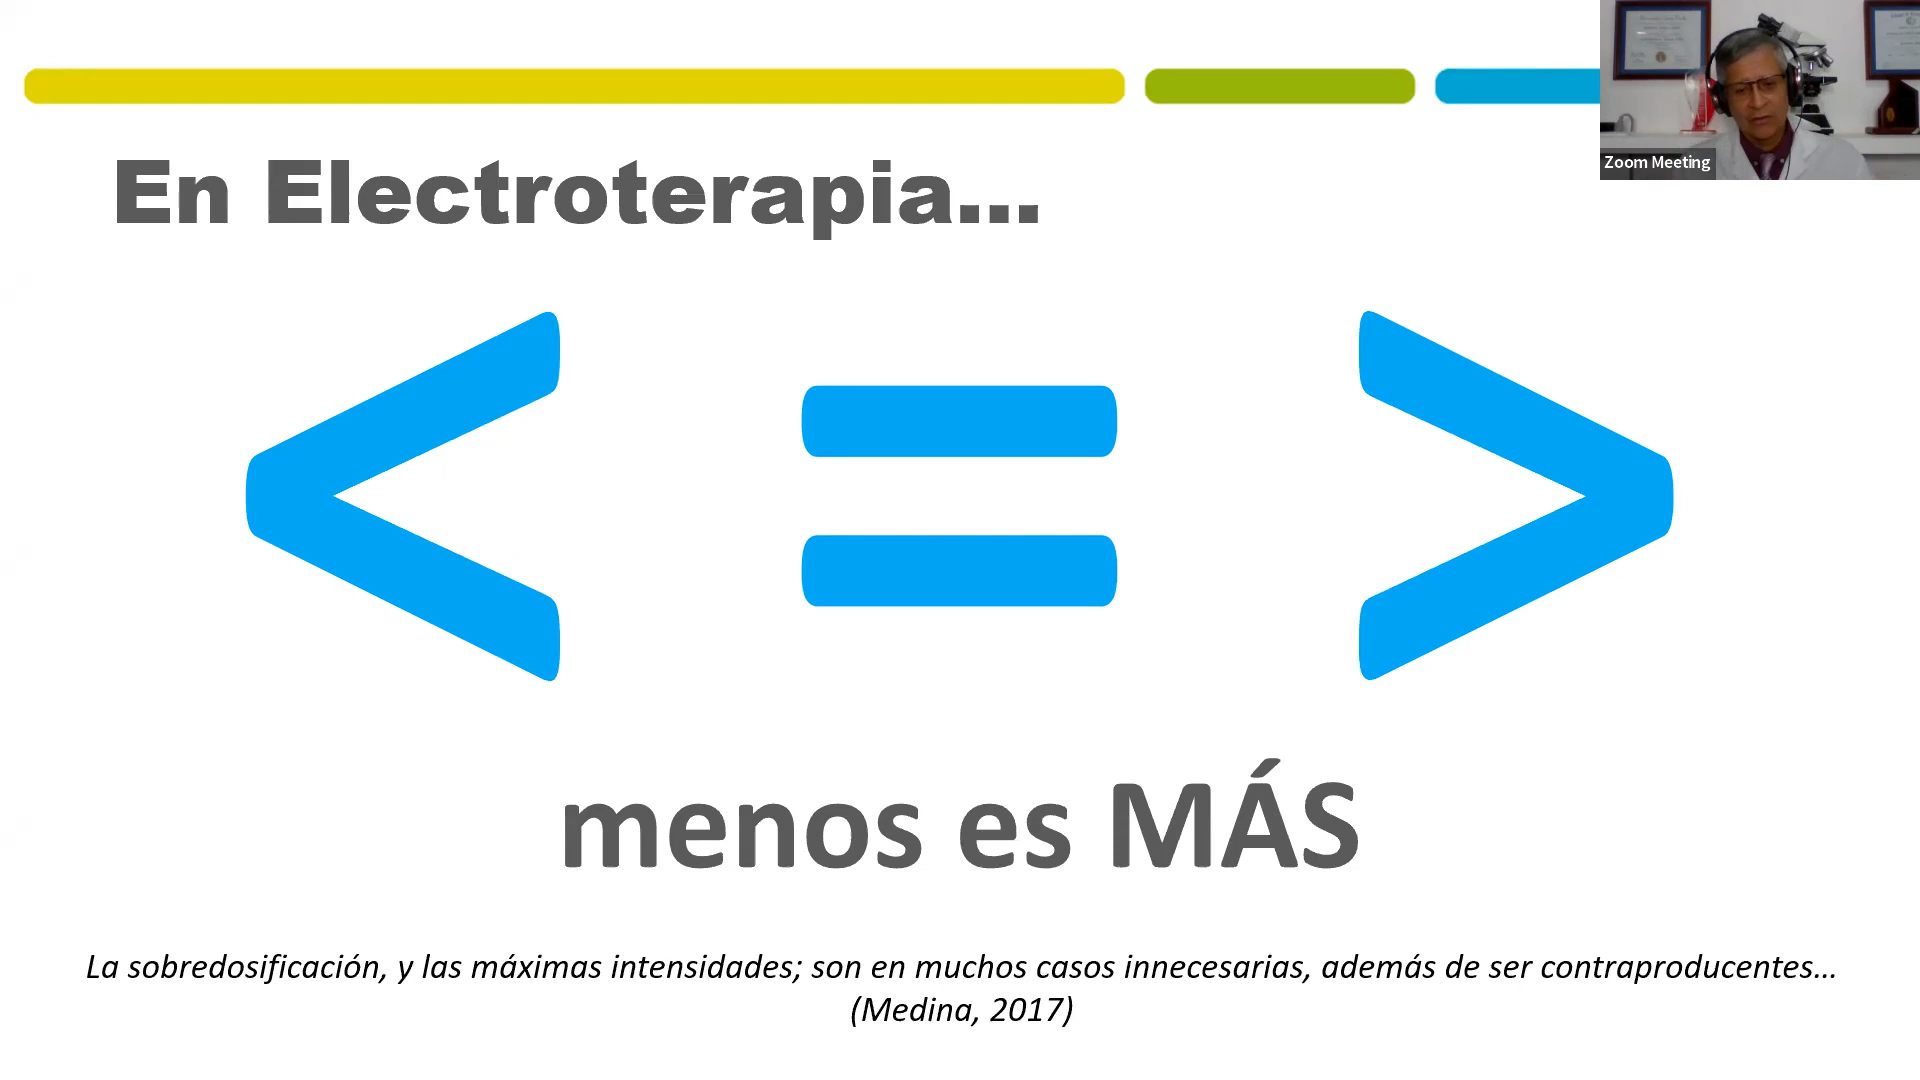 Zoom Meeting
En Electroterapia...
< = >
menos es MÁS
La sobredosificación, y las máximas intensidades; son en muchos casos innecesarias, además de ser contraproducentes...
(Medina, 2017)